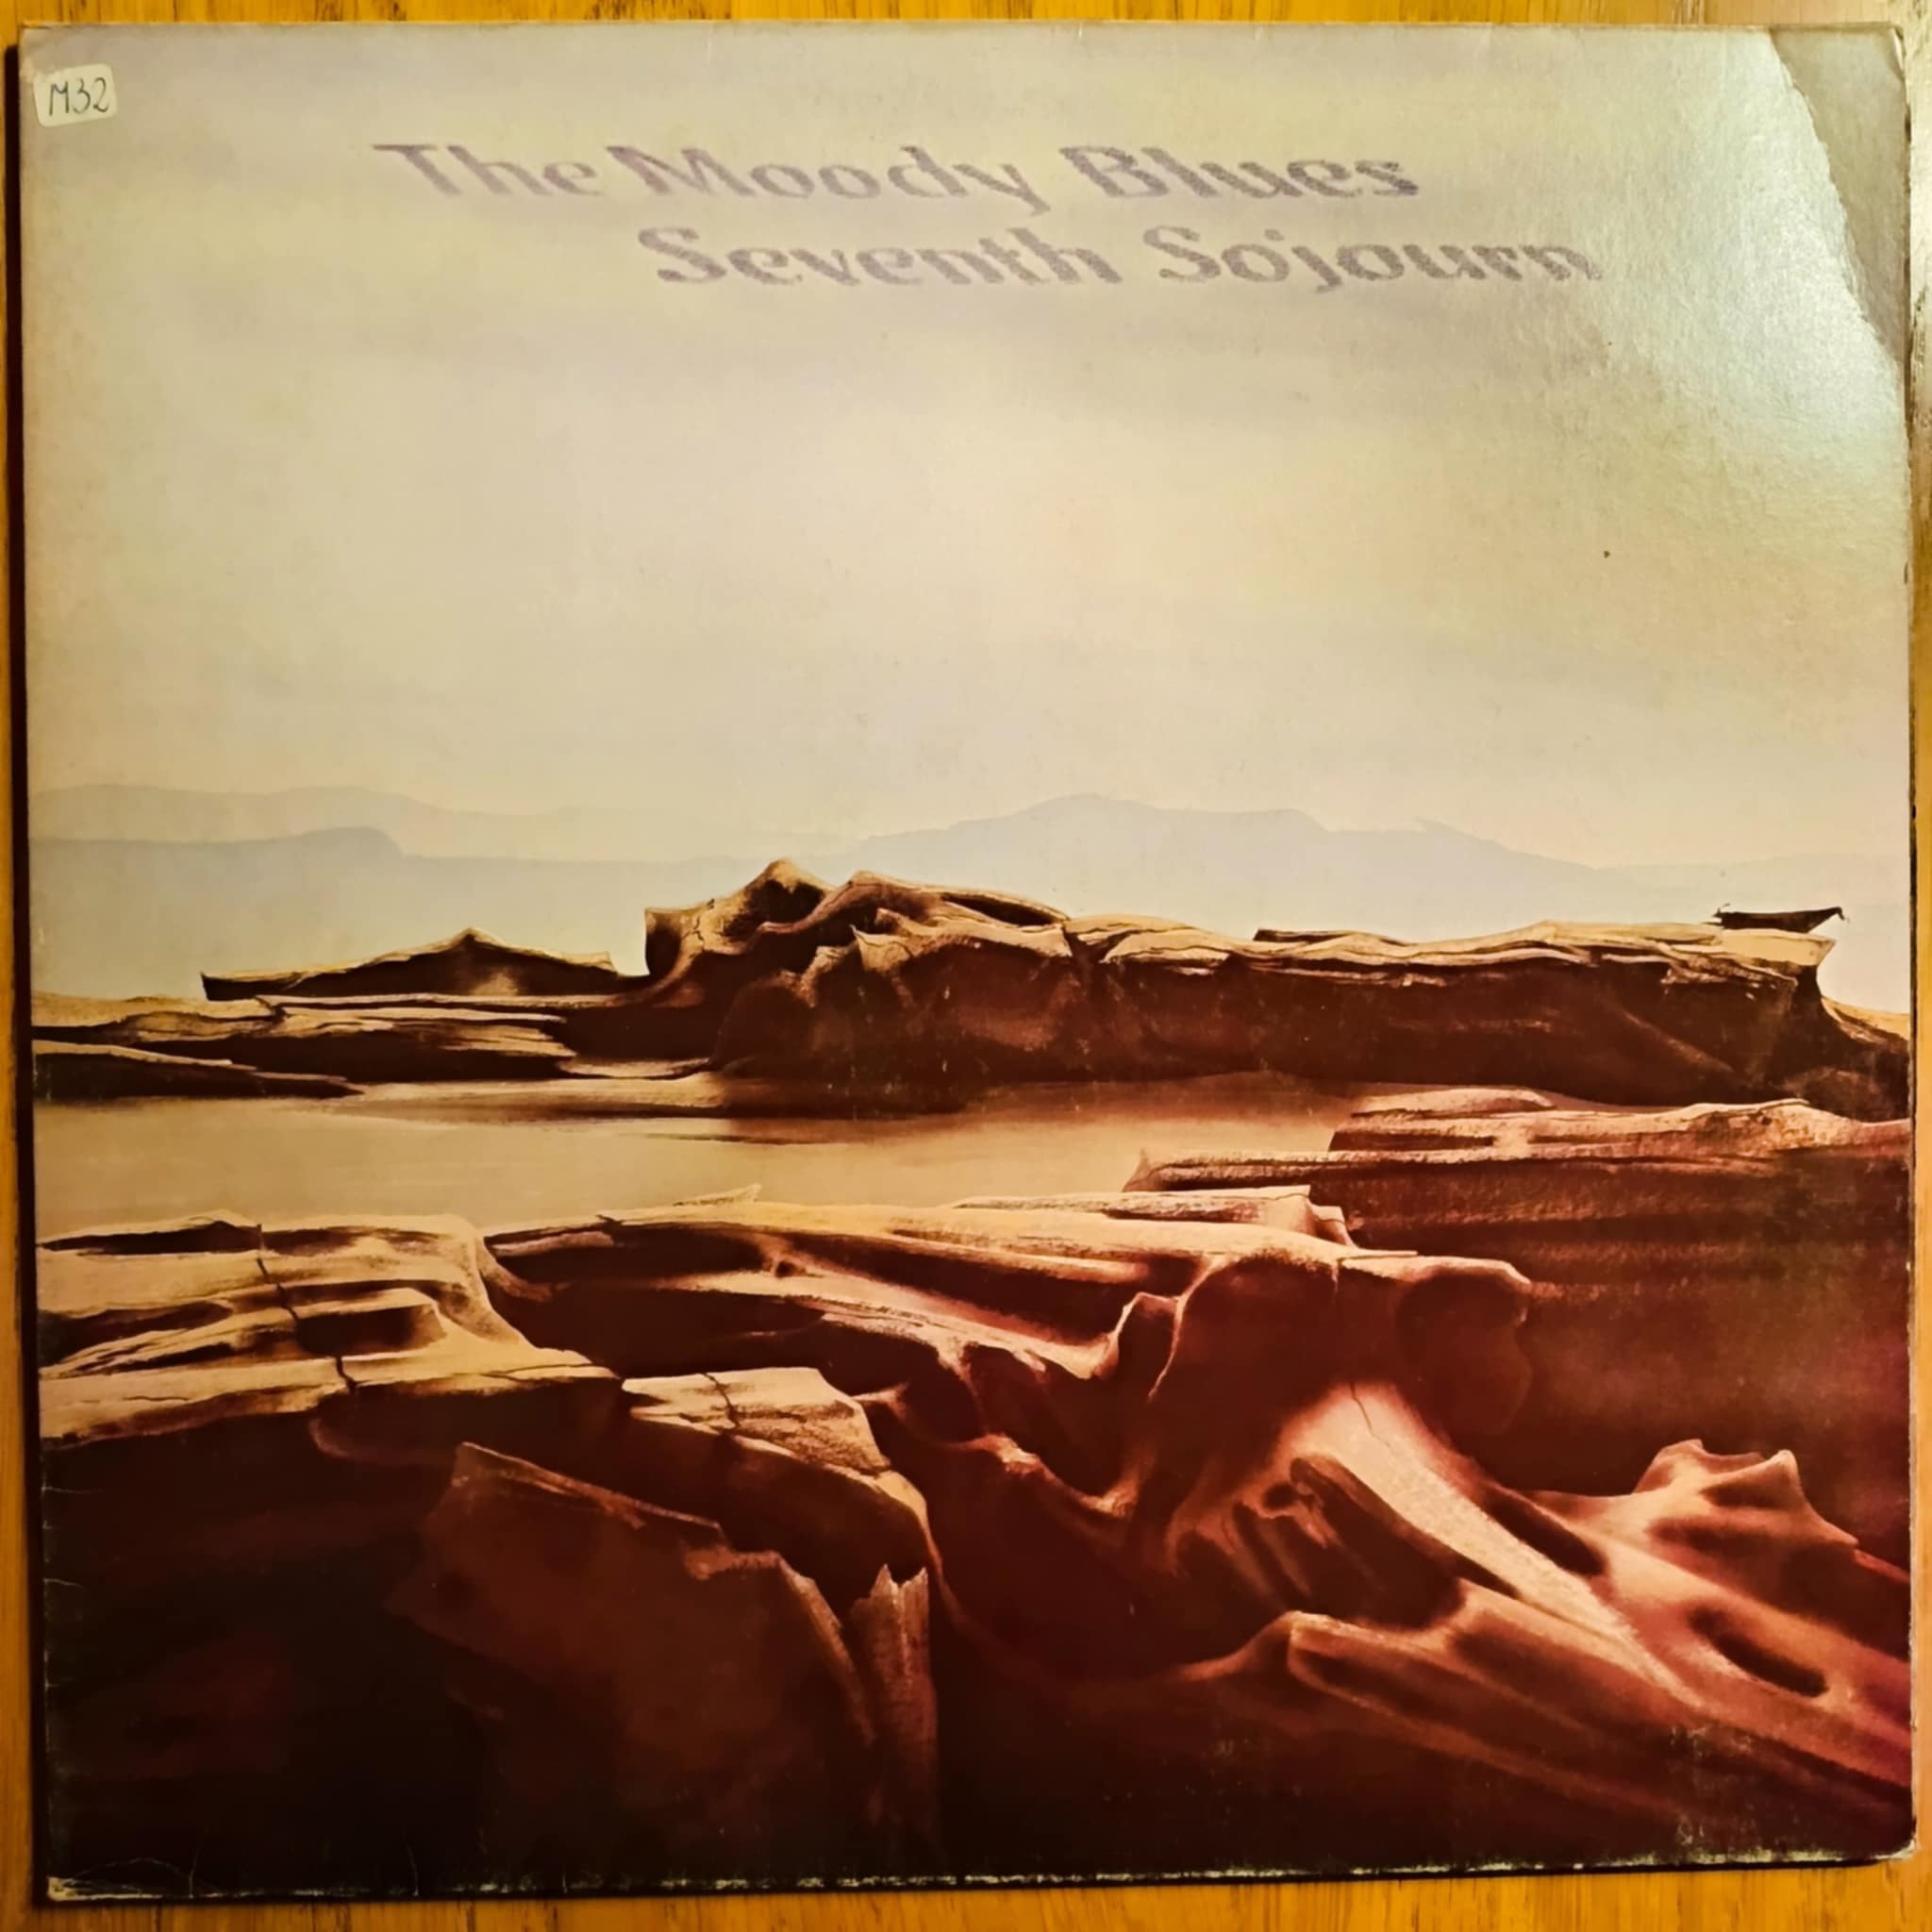 M32
The Moody Blues
Seventh Sojourn